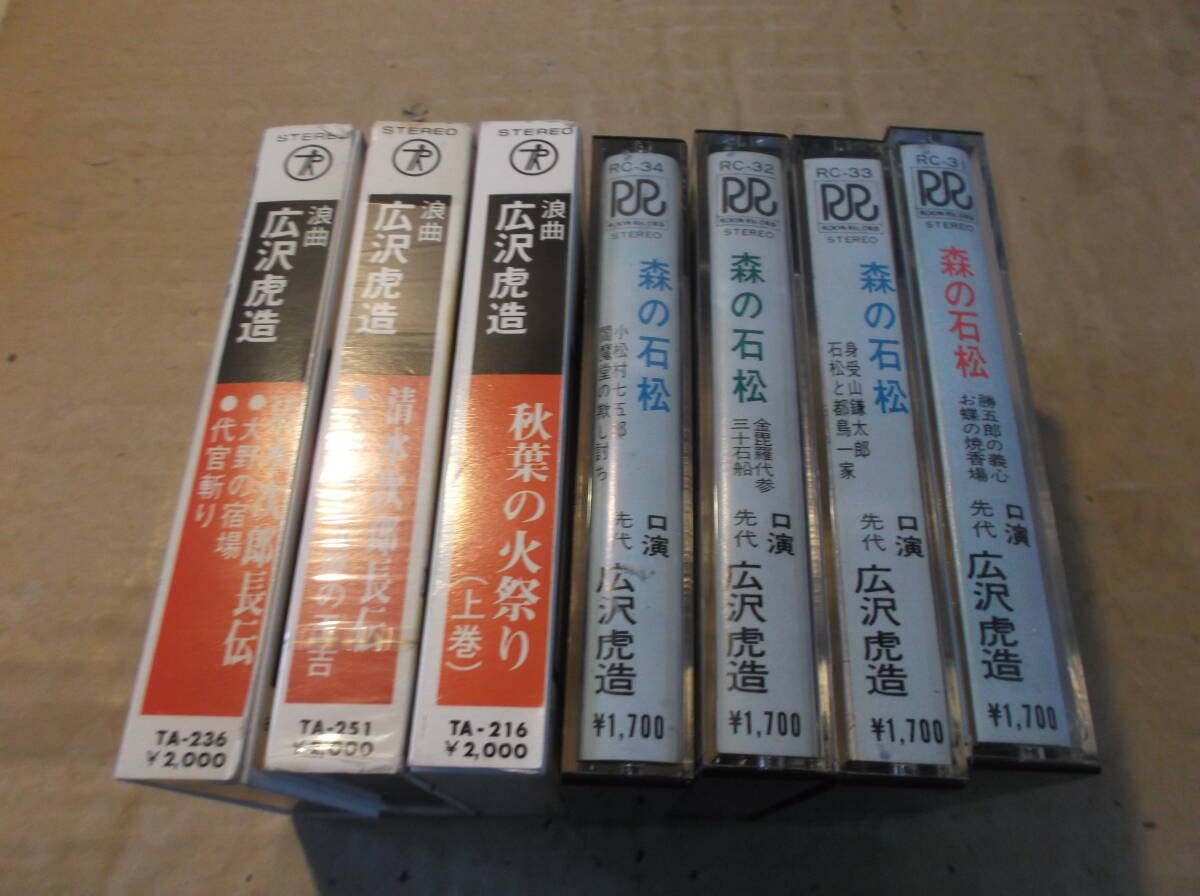 STEREO
浪曲
広沢虎造
清水次郎長伝
●大野の宿場
●代官斬り
TA-236
¥2,000
STEREO
浪曲
広沢虎造
清水次郎長伝
TA-251
STEREO
浪曲
広沢虎造
秋葉の火祭り
(上巻)
TA-216
¥2,000
RC-34
STEREO
森の石松
小松村七五郎
閻魔堂の欺し討ち
口演
先代
広沢虎造
¥1,700
RC-32
STEREO
森の石松
金毘羅代参
三十石船
口演
先代
広沢虎造
¥1,700
RC-33
STEREO
森の石松
身受山鎌太郎
石松と都鳥一家
口演
先代
広沢虎造
¥1,700
RC-31
STEREO
森の石松
勝五郎の義心
お蝶の焼香場
口演
先代
広沢虎造
¥1,700